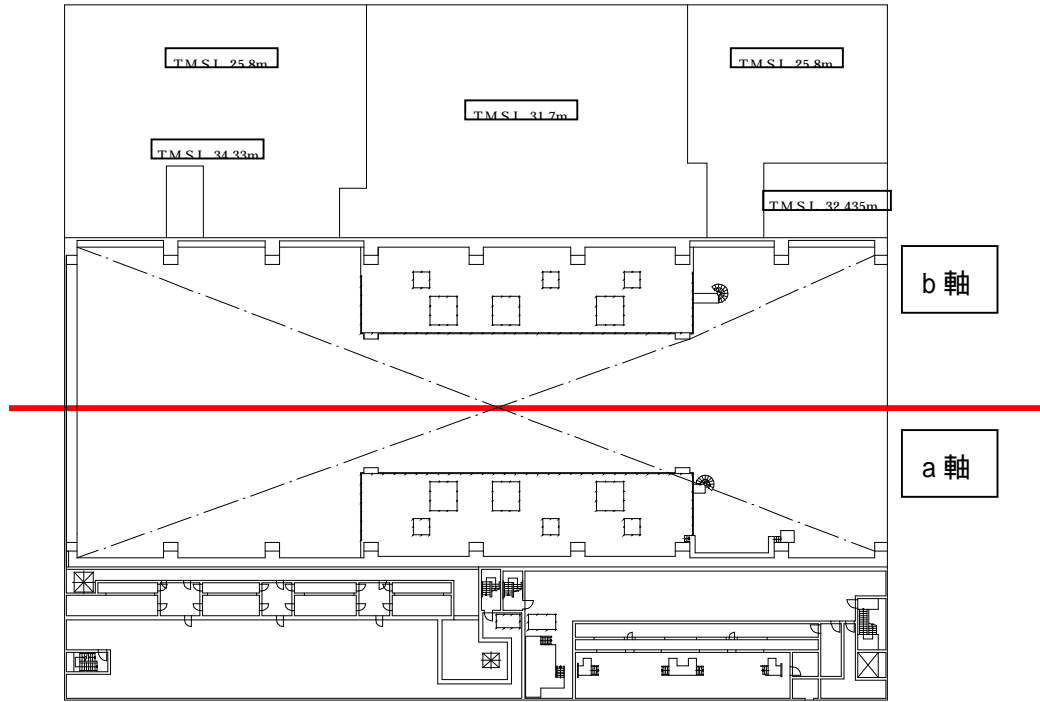 T.M.S.L. 25.8m
T.M.S.L. 25.8m
T.M.S.L. 31.7m
T.M.S.L. 34.33m
T.M.S.L. 32.435m
b 軸
a 軸